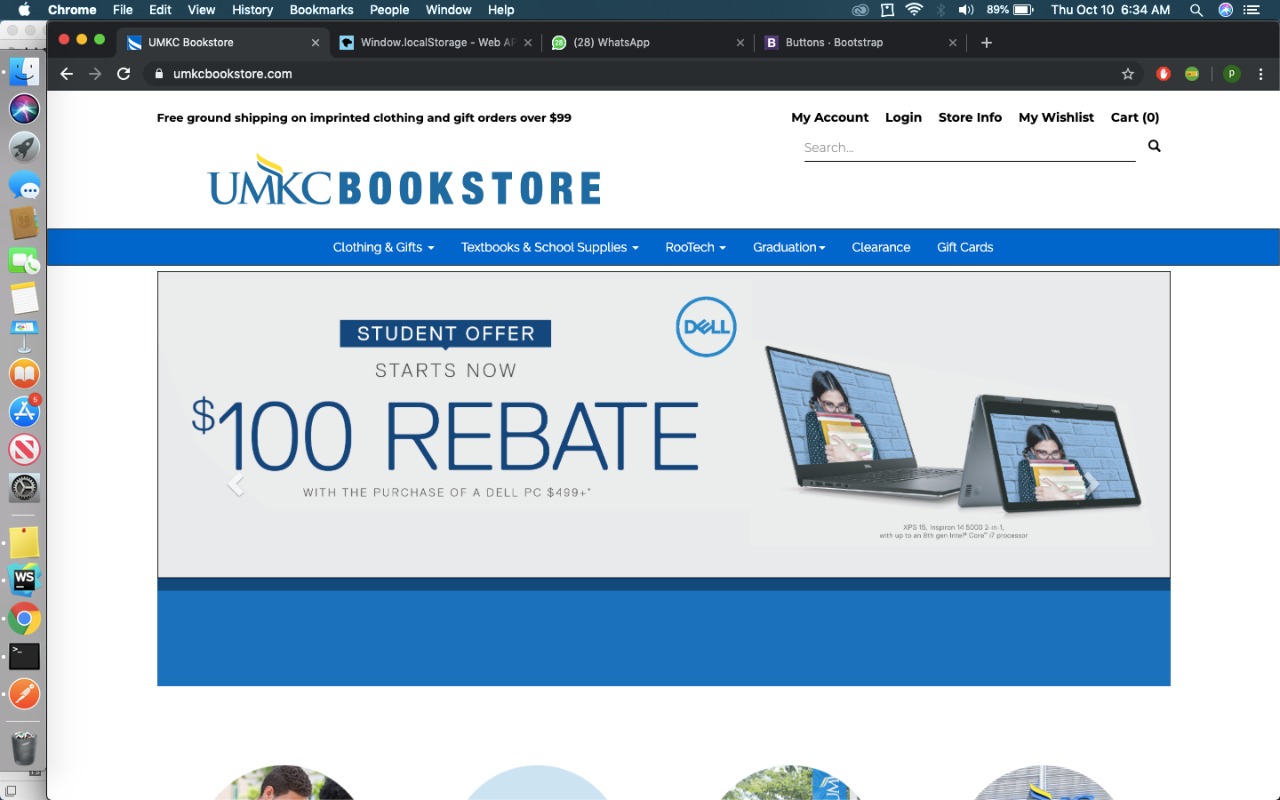 Chrome File Edit View History Bookmarks People Window Help 89% Thu Oct 10 6:34 AM
UMKC Bookstore Window.localStorage - Web AP (28) WhatsApp Buttons · Bootstrap
umkcbookstore.com
Free ground shipping on imprinted clothing and gift orders over $99
My Account Login Store Info My Wishlist Cart (0)
Search...
UMKC BOOKSTORE
Clothing & Gifts Textbooks & School Supplies RooTech Graduation Clearance Gift Cards
STUDENT OFFER
DELL
STARTS NOW
$100 REBATE
WITH THE PURCHASE OF A DELL PC $499+*
XPS 15, Inspiron 14 5000 2-in-1,
with up to an 8th gen Intel® Core™ i7 processor
5
28
B
p
WS
>_